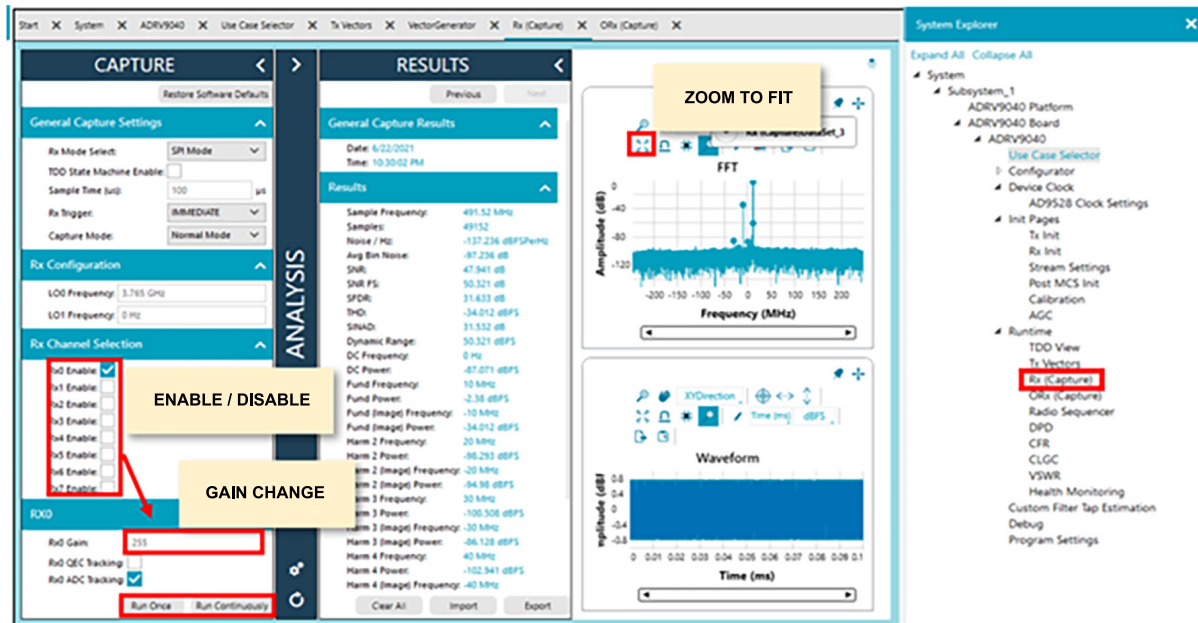 Start X System X ADRV9040 X Use Case Selector X Tx Vectors X VectorGenerator X Rx (Capture) X ORx (Capture) X
CAPTURE <
Restore Software Defaults
General Capture Settings
Rx Mode Select: SPI Mode
TDD State Machine Enable:
Sample Time (us): 100 µs
Rx Trigger: IMMEDIATE
Capture Mode: Normal Mode
Rx Configuration
LO0 Frequency: 3.765 GHz
LO1 Frequency: 0 Hz
Rx Channel Selection
Rx0 Enable:
Rx1 Enable:
Rx2 Enable:
Rx3 Enable:
Rx4 Enable:
Rx5 Enable:
Rx6 Enable:
Rx7 Enable:
ENABLE / DISABLE
GAIN CHANGE
RX0
Rx0 Gain: 255
Rx0 QEC Tracking:
Rx0 ADC Tracking:
Run Once Run Continuously
>
ANALYSIS
RESULTS <
Previous Next
General Capture Results
Date: 6/22/2021
Time: 10:30:02 PM
Results
Sample Frequency: 491.52 MHz
Samples: 49152
Noise / Hz: -137.236 dBFSPerHz
Avg Bin Noise: -97.236 dB
SNR: 47.941 dB
SNR FS: 50.321 dB
SFDR: 31.633 dB
THD: -34.012 dBFS
SINAD: 31.532 dB
Dynamic Range: 50.321 dBFS
DC Frequency: 0 Hz
DC Power: -87.071 dBFS
Fund Frequency: 10 MHz
Fund Power: -2.38 dBFS
Fund (Image) Frequency: -10 MHz
Fund (Image) Power: -34.012 dBFS
Harm 2 Frequency: 20 MHz
Harm 2 Power: -98.293 dBFS
2 (Image) Frequency: -20 MHz
2 (Image) Power: -94.98 dBFS
3 Frequency: 30 MHz
3 Power: -100.508 dBFS
Harm 3 (Image) Frequency: -30 MHz
Harm 3 (Image) Power: -86.128 dBFS
Harm 4 Frequency: 40 MHz
Harm 4 Power: -102.941 dBFS
Harm 4 (Image) Frequency: -40 MHz
Clear All Import Export
ZOOM TO FIT
Rx (Capture)DataSet_3
FFT
Amplitude (dB)
0
-40
-80
-120
-200 -150 -100 -50 0 50 100 150 200
Frequency (MHz)
XYDirection
Time (ms) dBFS
Waveform
0.8
0.4
0
-0.4
-0.8
0 0.01 0.02 0.03 0.04 0.05 0.06 0.07 0.08 0.09 0.1
Time (ms)
System Explorer X
Expand All Collapse All
System
Subsystem_1
ADRV9040 Platform
ADRV9040 Board
ADRV9040
Use Case Selector
Configurator
Device Clock
AD9528 Clock Settings
Init Pages
Tx Init
Rx Init
Stream Settings
Post MCS Init
Calibration
AGC
Runtime
TDD View
Tx Vectors
Rx (Capture)
ORx (Capture)
Radio Sequencer
DPD
CFR
CLGC
VSWR
Health Monitoring
Custom Filter Tap Estimation
Debug
Program Settings